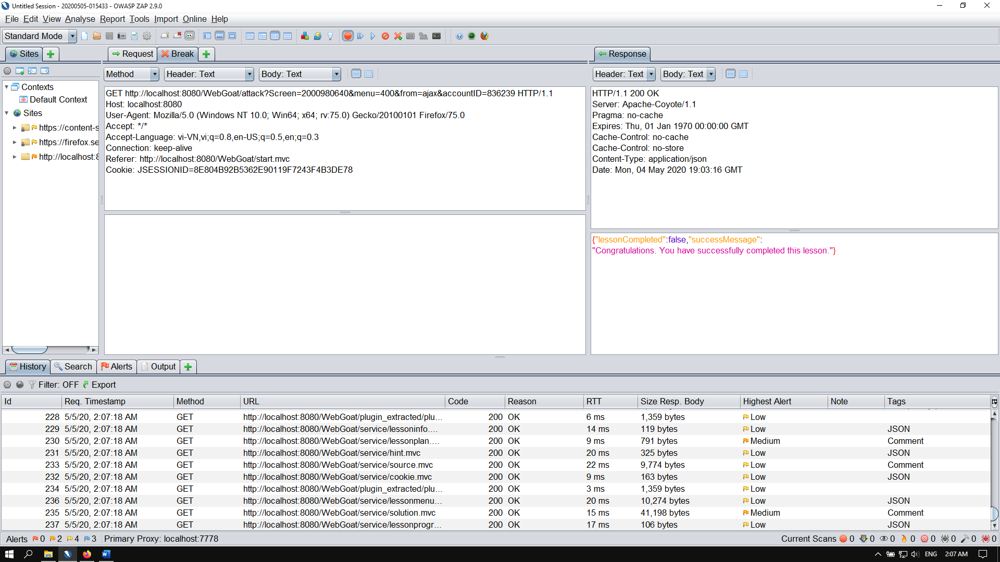 Untitled Session - 20200505-015433 - OWASP ZAP 2.9.0
File Edit View Analyse Report Tools Import Online Help
Standard Mode
Sites
Request Break
Response
Method Header: Text Body: Text
Header: Text Body: Text
Contexts
Default Context
Sites
https://content-s
https://firefox.se
http://localhost:8
GET http://localhost:8080/WebGoat/attack?Screen=2000980640&menu=400&from=ajax&accountID=836239 HTTP/1.1
Host: localhost:8080
User-Agent: Mozilla/5.0 (Windows NT 10.0; Win64; x64; rv:75.0) Gecko/20100101 Firefox/75.0
Accept: */*
Accept-Language: vi-VN,vi;q=0.8,en-US;q=0.5,en;q=0.3
Connection: keep-alive
Referer: http://localhost:8080/WebGoat/start.mvc
Cookie: JSESSIONID=8E804B92B5362E90119F7243F4B3DE78
HTTP/1.1 200 OK
Server: Apache-Coyote/1.1
Pragma: no-cache
Expires: Thu, 01 Jan 1970 00:00:00 GMT
Cache-Control: no-cache
Cache-Control: no-store
Content-Type: application/json
Date: Mon, 04 May 2020 19:03:16 GMT
{"lessonCompleted":false,"successMessage":
"Congratulations. You have successfully completed this lesson."}
History Search Alerts Output
Filter: OFF Export
Id Req. Timestamp Method URL Code Reason RTT Size Resp. Body Highest Alert Note Tags
228 5/5/20, 2:07:18 AM GET http://localhost:8080/WebGoat/plugin_extracted/plu... 200 OK 6 ms 1,359 bytes Low
229 5/5/20, 2:07:18 AM GET http://localhost:8080/WebGoat/service/lessoninfo.... 200 OK 14 ms 119 bytes Low JSON
230 5/5/20, 2:07:18 AM GET http://localhost:8080/WebGoat/service/lessonplan.... 200 OK 9 ms 791 bytes Medium Comment
231 5/5/20, 2:07:18 AM GET http://localhost:8080/WebGoat/service/hint.mvc 200 OK 20 ms 325 bytes Low JSON
233 5/5/20, 2:07:18 AM GET http://localhost:8080/WebGoat/service/source.mvc 200 OK 22 ms 9,774 bytes Low Comment
232 5/5/20, 2:07:18 AM GET http://localhost:8080/WebGoat/service/cookie.mvc 200 OK 9 ms 163 bytes Low JSON
234 5/5/20, 2:07:18 AM GET http://localhost:8080/WebGoat/plugin_extracted/plu... 200 OK 3 ms 1,359 bytes Low
236 5/5/20, 2:07:18 AM GET http://localhost:8080/WebGoat/service/lessonmenu... 200 OK 20 ms 10,274 bytes Low JSON
235 5/5/20, 2:07:18 AM GET http://localhost:8080/WebGoat/service/solution.mvc 200 OK 15 ms 41,198 bytes Medium Comment
237 5/5/20, 2:07:18 AM GET http://localhost:8080/WebGoat/service/lessonprogr... 200 OK 17 ms 106 bytes Low JSON
Alerts 0 2 4 3 Primary Proxy: localhost:7778 Current Scans 0 0 0 0 0 0 0 0
ENG 2:07 AM